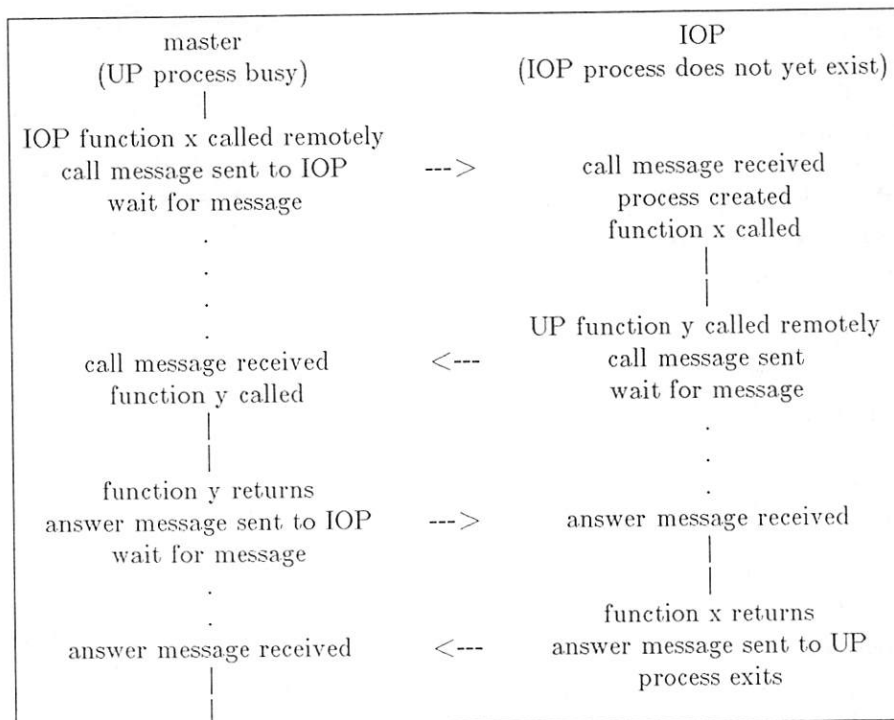 master IOP
(UP process busy) (IOP process does not yet exist)
|
IOP function x called remotely
call message sent to IOP ---> call message received
wait for message process created
. function x called
. |
. |
. UP function y called remotely
call message received <--- call message sent
function y called wait for message
| .
| .
function y returns .
answer message sent to IOP ---> answer message received
wait for message |
. |
. function x returns
answer message received <--- answer message sent to UP
| process exits
|